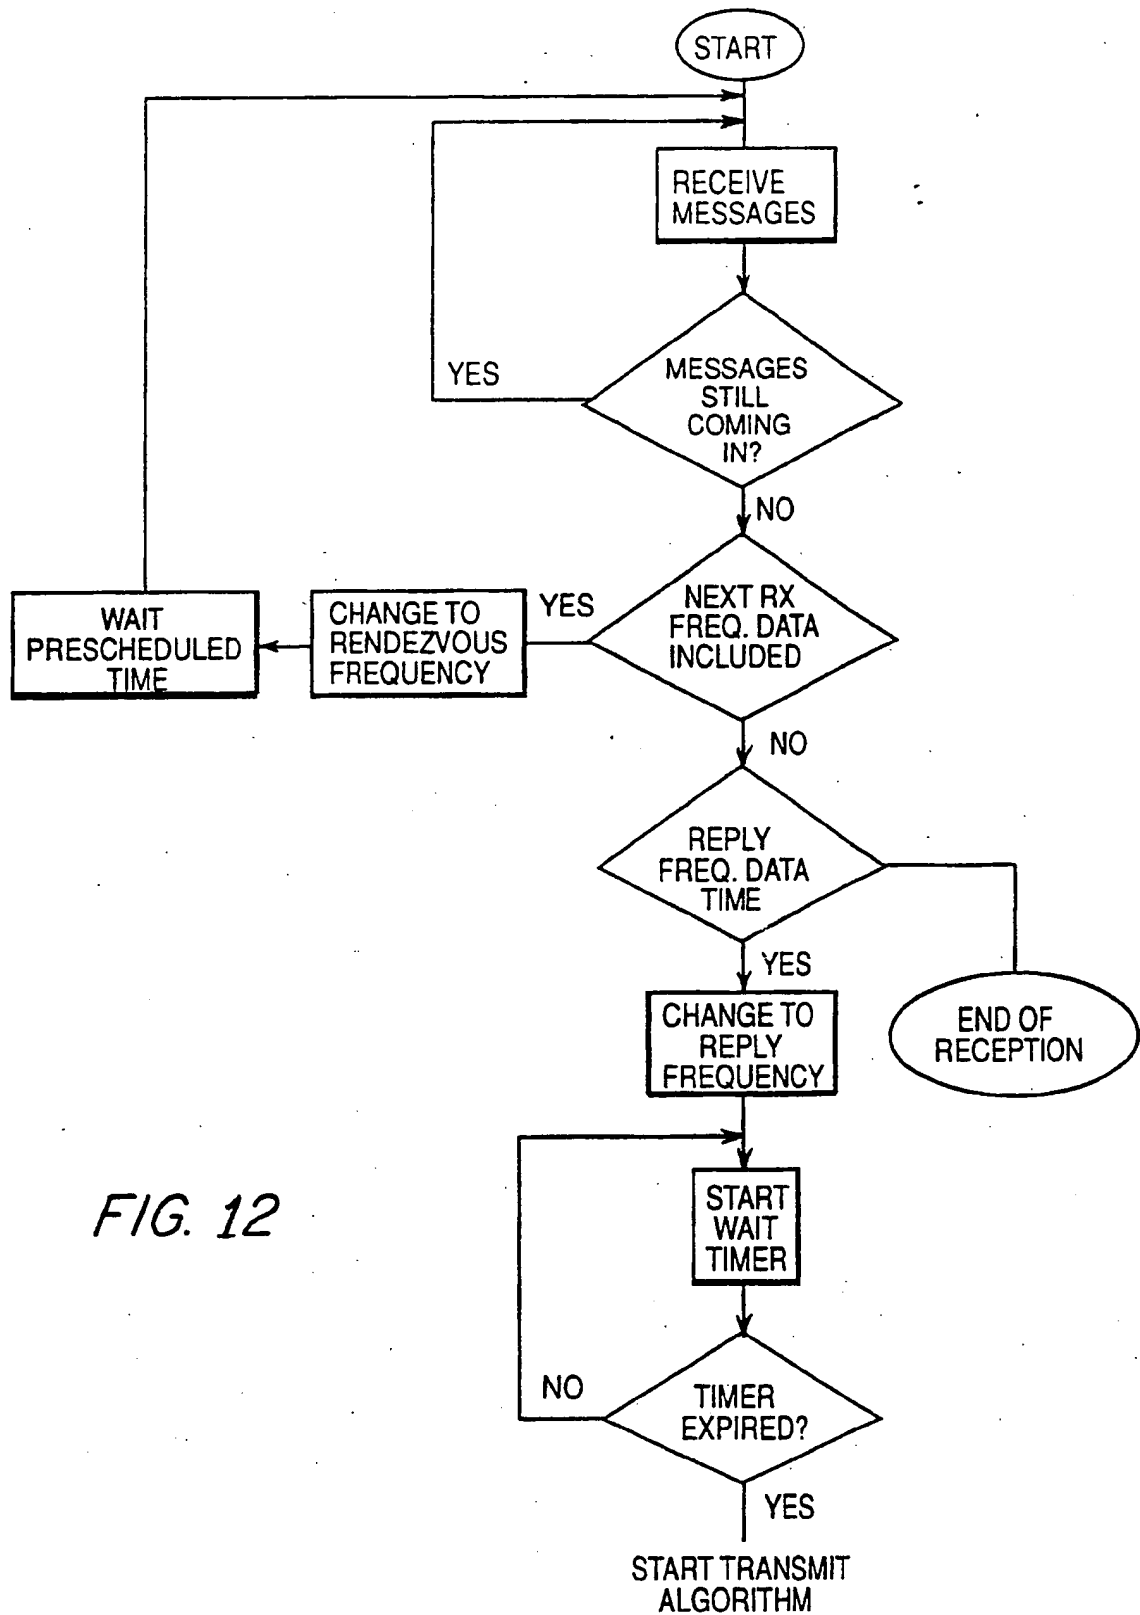 START
RECEIVE
MESSAGES
MESSAGES
STILL
COMING
IN?
YES
NO
NEXT RX
FREQ. DATA
INCLUDED
YES
CHANGE TO
RENDEZVOUS
FREQUENCY
WAIT
PRESCHEDULED
TIME
NO
REPLY
FREQ. DATA
TIME
YES
END OF
RECEPTION
CHANGE TO
REPLY
FREQUENCY
START
WAIT
TIMER
TIMER
EXPIRED?
NO
YES
START TRANSMIT
ALGORITHM
FIG. 12